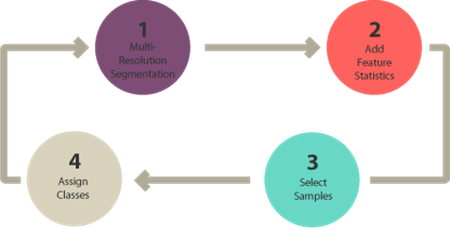 1
Multi-
Resolution
Segmentation
2
Add
Feature
Statistics
3
Select
Samples
4
Assign
Classes